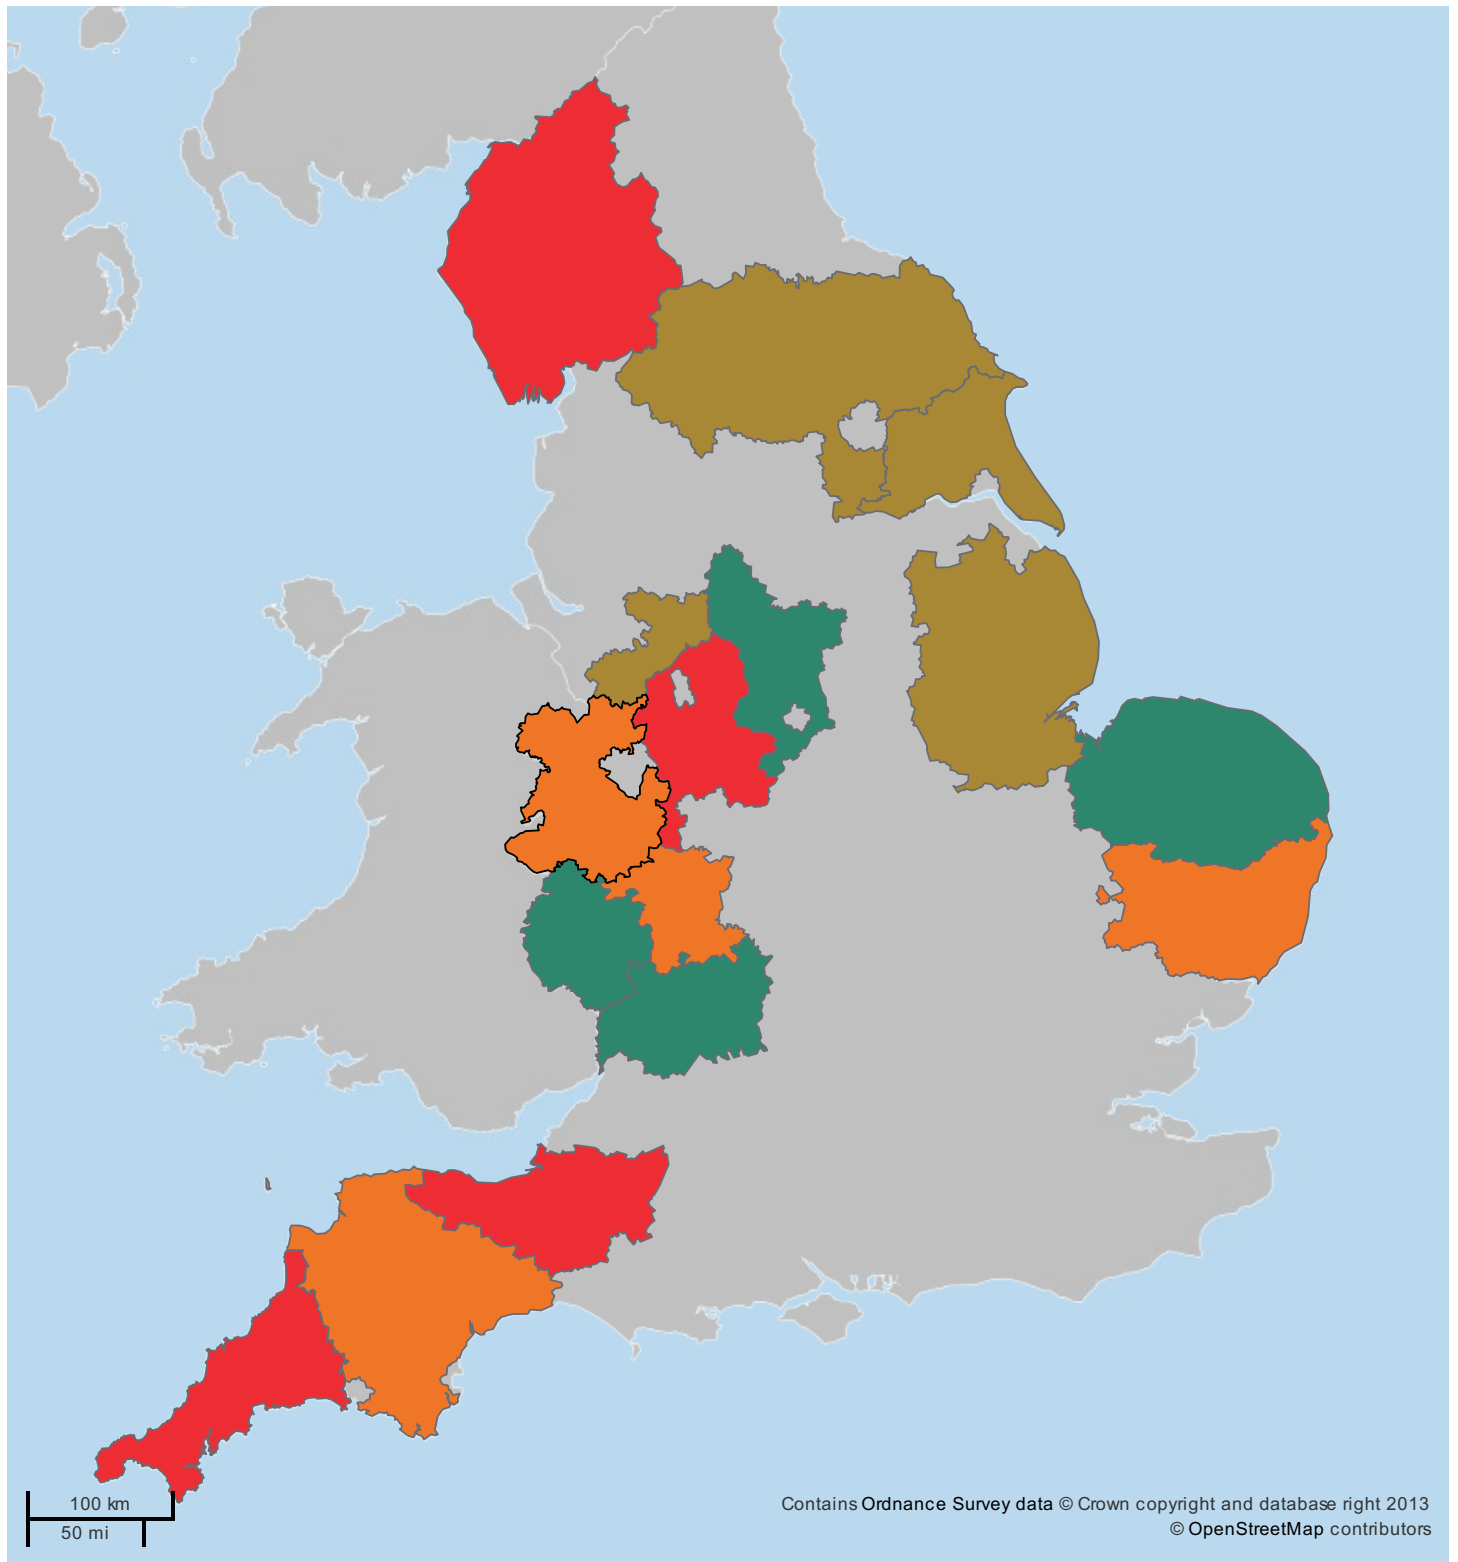 100 km
50 mi
Contains Ordnance Survey data © Crown copyright and database right 2013
© OpenStreetMap contributors